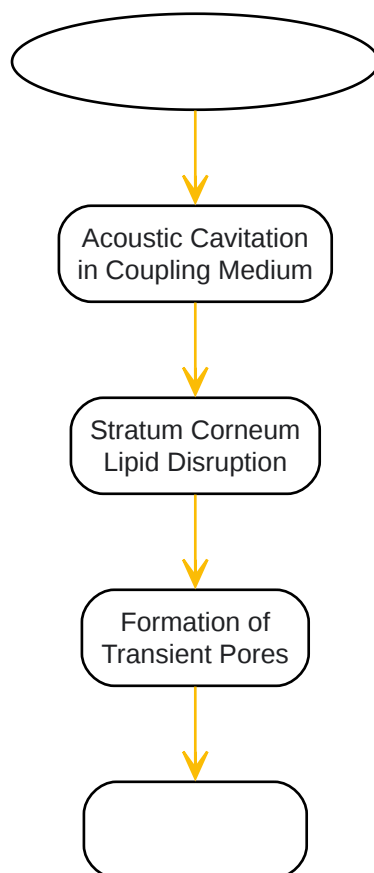 Acoustic Cavitation
in Coupling Medium
Stratum Corneum
Lipid Disruption
Formation of
Transient Pores